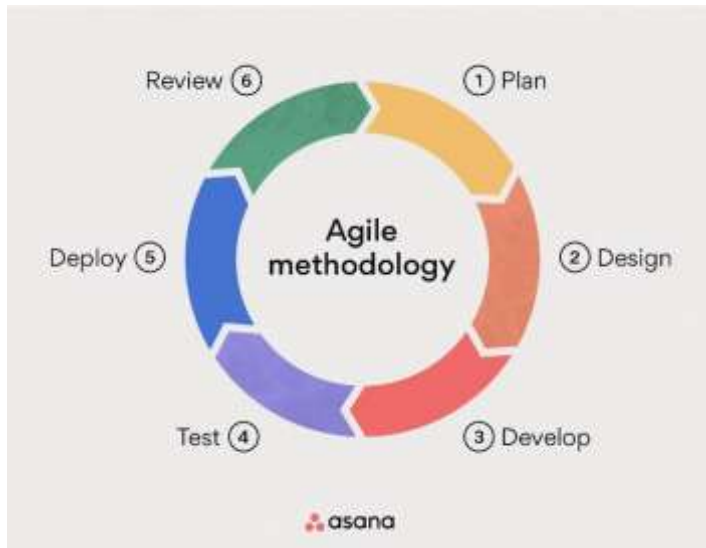 Review 6
1 Plan
Agile
methodology
Deploy 5
2 Design
Test 4
3 Develop
asana